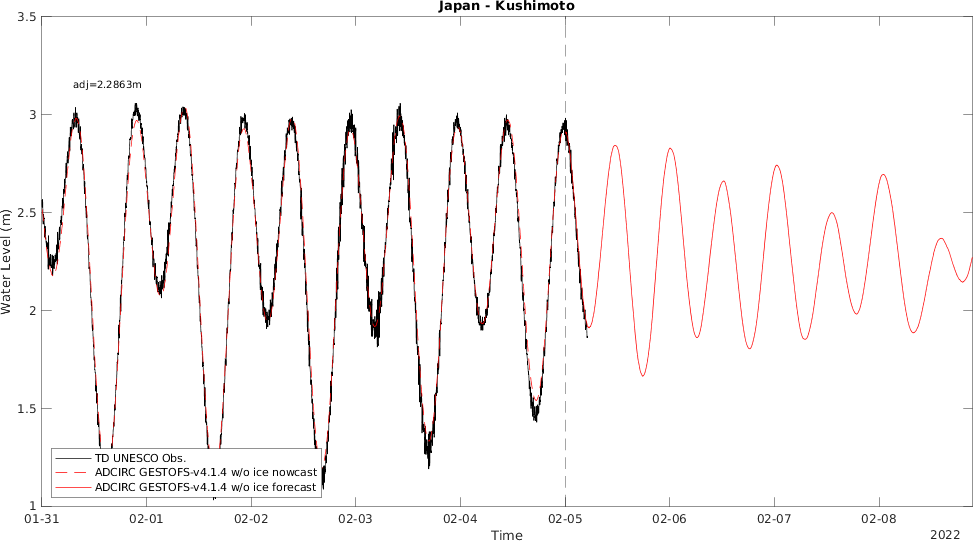 Japan - Kushimoto
3.5
adj=2.2863m
3
2.5
Water Level (m)
2
1.5
TD UNESCO Obs.
ADCIRC GESTOFS-v4.1.4 w/o ice nowcast
ADCIRC GESTOFS-v4.1.4 w/o ice forecast
1
01-31 02-01 02-02 02-03 02-04 02-05 02-06 02-07 02-08
Time
2022